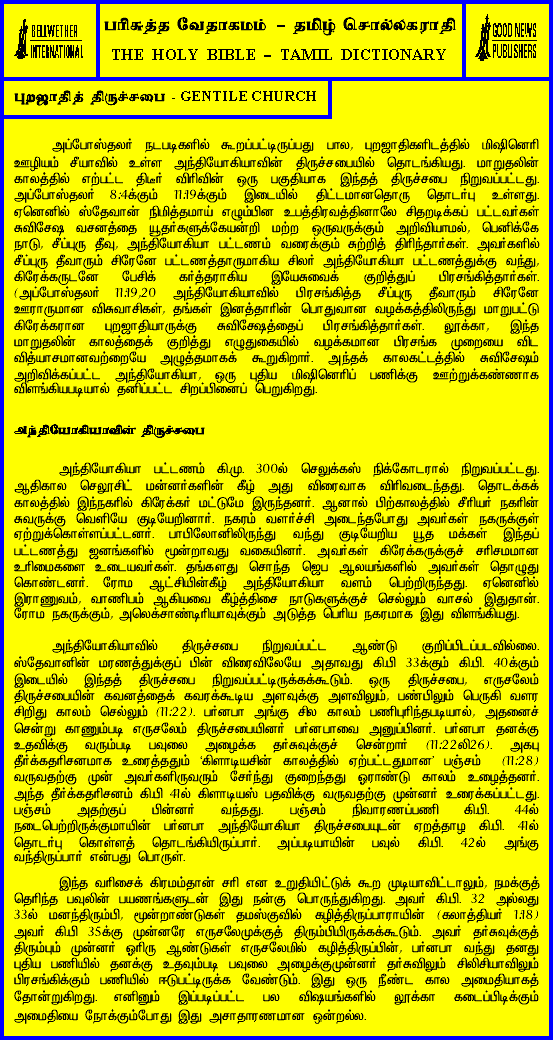 BELLWETHER
INTERNATIONAL
பரிசுத்த வேதாகமம் – தமிழ் சொல்லகராதி
THE HOLY BIBLE – TAMIL DICTIONARY
GOOD NEWS
PUBLISHERS
புறஜாதித் திருச்சபை - GENTILE CHURCH
அப்போஸ்தலர் நடபடிகளில் கூறப்பட்டிருப்பது பால, புறஜாதிகளிடத்தில் மிஷினெரி
ஊழியம் சீயாவில் உள்ள அந்தியோகியாவின் திருச்சபையில் தொடங்கியது. மாறுதலின்
காலத்தில் எற்பட்ட திடீர் விரிவின் ஒரு பகுதியாக இந்தத் திருச்சபை நிறுவப்பட்டது.
அப்போஸ்தலர் 8:4க்கும் 11:19க்கும் இடையில் திட்டமானதொரு தொடர்பு உள்ளது.
ஏனெனில் ஸ்தேவான் நிமித்தமாய் எழும்பின உபத்திரவத்தினாலே சிதறடிக்கப் பட்டவர்கள்
சுவிசேஷ வசனத்தை யூதர்களுக்கேயன்றி மற்ற ஒருவருக்கும் அறிவியாமல், பெனிக்கே
நாடு, சீப்புரு தீவு, அந்தியோகியா பட்டணம் வரைக்கும் சுற்றித் திரிந்தார்கள். அவர்களில்
சீப்புரு தீவாரும் சிரேனே பட்டணத்தாருமாகிய சிலர் அந்தியோகியா பட்டணத்துக்கு வந்து,
கிரேக்கருடனே பேசிக் கர்த்தராகிய இயேசுவைக் குறித்துப் பிரசங்கித்தார்கள்.
(அப்போஸ்தலர் 11:19,20 அந்தியோகியாவில் பிரசங்கித்த சீப்புரு தீவாரும் சிரேனே
ஊராருமான விசுவாசிகள், தங்கள் இனத்தாரின் பொதுவான வழக்கத்திலிருந்து மாறுபட்டு
கிரேக்கரான புறஜாதியாருக்கு சுவிசேஷத்தைப் பிரசங்கித்தார்கள். லூக்கா, இந்த
மாறுதலின் காலத்தைக் குறித்து எழுதுகையில் வழக்கமான பிரசங்க முறையை விட
வித்யாசமானவற்றையே அழுத்தமாகக் கூறுகிறார். அந்தக் காலகட்டத்தில் சுவிசேசம்
அறிவிக்கப்பட்ட அந்தியோகியா, ஒரு புதிய மிஷினெரிப் பணிக்கு ஊற்றுக்கண்ணாக
விளங்கியபடியால் தனிப்பட்ட சிறப்பினைப் பெறுகிறது.
அந்தியோகியாவின் திருச்சபை
அந்தியோகியா பட்டணம் கி.மு. 300ல் செலுக்கஸ் நிக்கோடரால் நிறுவப்பட்டது.
ஆதிகால செலூசிட் மன்னர்களின் கீழ் அது விரைவாக விரிவடைந்தது. தொடக்கக்
காலத்தில் இந்நகரில் கிரேக்கர் மட்டுமே இருந்தனர். ஆனால் பிற்காலத்தில் சீரியர் நகரின்
சுவருக்கு வெளியே குடியேறினார். நகரம் வளர்ச்சி அடைந்தபோது அவர்கள் நகருக்குள்
ஏற்றுக்கொள்ளப்பட்டனர். பாபிலோனிலிருந்து வந்து குடியேறிய யூத மக்கள் இந்தப்
பட்டணத்து ஜனங்களில் மூன்றாவது வகையினர். அவர்கள் கிரேக்கருக்குச் சரிசமமான
உரிமைகளை உடையவர்கள். தங்களது சொந்த ஜெப ஆலயங்களில் அவர்கள் தொழுது
கொண்டனர். ரோம ஆட்சியின்கீழ் அந்தியோகியா வளம் பெற்றிருந்தது. ஏனெனில்
இராணுவம், வாணிபம் ஆகியவை கீழ்த்திசை நாடுகளுக்குச் செல்லும் வாசல் இதுதான்.
ரோம நகருக்கும், அலெக்சாண்டிரியாவுக்கும் அடுத்த பெரிய நகரமாக இது விளங்கியது.
அந்தியோகியாவில் திருச்சபை நிறுவப்பட்ட ஆண்டு குறிப்பிடப்படவில்லை.
ஸ்தேவானின் மரணத்துக்குப் பின் விரைவிலேயே அதாவது கி.பி 33க்கும் கி.பி. 40க்கும்
இடையில் இந்தத் திருச்சபை நிறுவப்பட்டிருக்கக்கூடும். ஒரு திருச்சபை, எருசலேம்
திருச்சபையின் கவனத்தைக் கவரக்கூடிய அளவுக்கு அளவிலும், பண்பிலும் பெருகி வளர
சிறிது காலம் செல்லும் (11:22). பர்னபா அங்கு சில காலம் பணிபுரிந்தபடியால், அதனைச்
சென்று காணும்படி எருசலேம் திருச்சபையினர் பர்னபாவை அனுப்பினர். பர்னபா தனக்கு
உதவிக்கு வரும்படி பவுலை அழைக்க தர்சுவுக்குச் சென்றார் (11:22லி26). அகபு
தீர்க்கதரிசனமாக உரைத்ததும் ‘கிளாடியசின் காலத்தில் ஏற்பட்டதுமான’ பஞ்சம் (11:28)
வருவதற்கு முன் அவர்களிருவரும் சேர்ந்து குறைந்தது ஓராண்டு காலம் உழைத்தனர்.
அந்த தீர்க்கதரிசனம் கி.பி 41ல் கிளாடியஸ் பதவிக்கு வருவதற்கு முன்னர் உரைக்கப்பட்டது.
பஞ்சம் அதற்குப் பின்னர் வந்தது. பஞ்சம் நிவாரணப்பணி கி.பி. 44ல்
நடைபெற்றிருக்குமாயின் பர்னபா அந்தியோகியா திருச்சபையுடன் ஏறத்தாழ கி.பி. 41ல்
தொடர்பு கொள்ளத் தொடங்கியிருப்பார். அப்படியாயின் பவுல் கி.பி. 42ல் அங்கு
வந்திருப்பார் என்பது பொருள்.
இந்த வரிசைக் கிரமம்தான் சரி என உறுதியிட்டுக் கூற முடியாவிட்டாலும், நமக்குத்
தெரிந்த பவுலின் பயணங்களுடன் இது நன்கு பொருந்துகிறது. அவர் கி.பி. 32 அல்லது
33ல் மனந்திரும்பி, மூன்றாண்டுகள் தமஸ்குவில் கழித்திருப்பாராயின் (கலாத்தியர் 1:18)
அவர் கி.பி 35க்கு முன்னரே எருசலேமுக்குத் திரும்பியிருக்கக்கூடும். அவர் தர்சுவுக்குத்
திரும்பும் முன்னர் ஓரிரு ஆண்டுகள் எருசலேமில் கழித்திருப்பின், பர்னபா வந்து தனது
புதிய பணியில் தனக்கு உதவும்படி பவுலை அழைக்குமுன்னர் தர்சுவிலும் சிலிசியாவிலும்
பிரசங்கிக்கும் பணியில் ஈடுபட்டிருக்க வேண்டும். இது ஒரு நீண்ட கால அமைதியாகத்
தோன்றுகிறது. எனினும் இப்படிப்பட்ட பல விஷயங்களில் லூக்கா கடைப்பிடிக்கும்
அமைதியை நோக்கும்போது இது அசாதாரணமான ஒன்றல்ல.